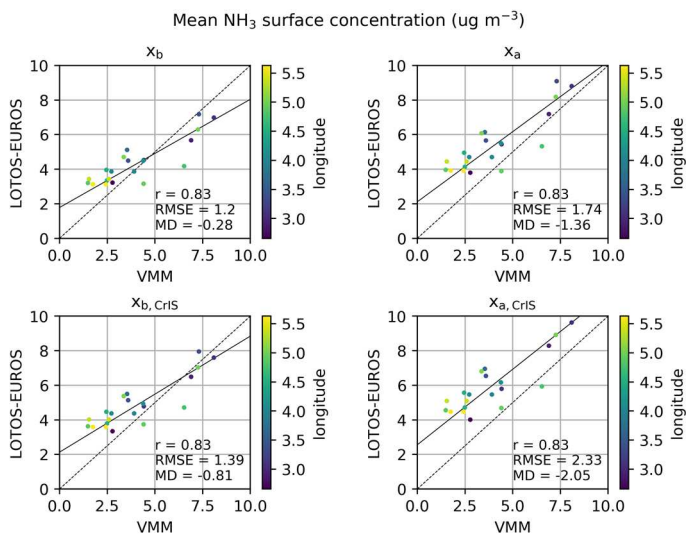 Mean NH₃ surface concentration (ug m⁻³)
x_b
10
8
6
4
2
0
LOTOS-EUROS
0.0 2.5 5.0 7.5 10.0
VMM
r = 0.83
RMSE = 1.2
MD = -0.28
5.5
5.0
4.5
4.0
3.5
3.0
longitude
x_a
10
8
6
4
2
0
LOTOS-EUROS
0.0 2.5 5.0 7.5 10.0
VMM
r = 0.83
RMSE = 1.74
MD = -1.36
5.5
5.0
4.5
4.0
3.5
3.0
longitude
x_b, CrIS
10
8
6
4
2
0
LOTOS-EUROS
0.0 2.5 5.0 7.5 10.0
VMM
r = 0.83
RMSE = 1.39
MD = -0.81
5.5
5.0
4.5
4.0
3.5
3.0
longitude
x_a, CrIS
10
8
6
4
2
0
LOTOS-EUROS
0.0 2.5 5.0 7.5 10.0
VMM
r = 0.83
RMSE = 2.33
MD = -2.05
5.5
5.0
4.5
4.0
3.5
3.0
longitude